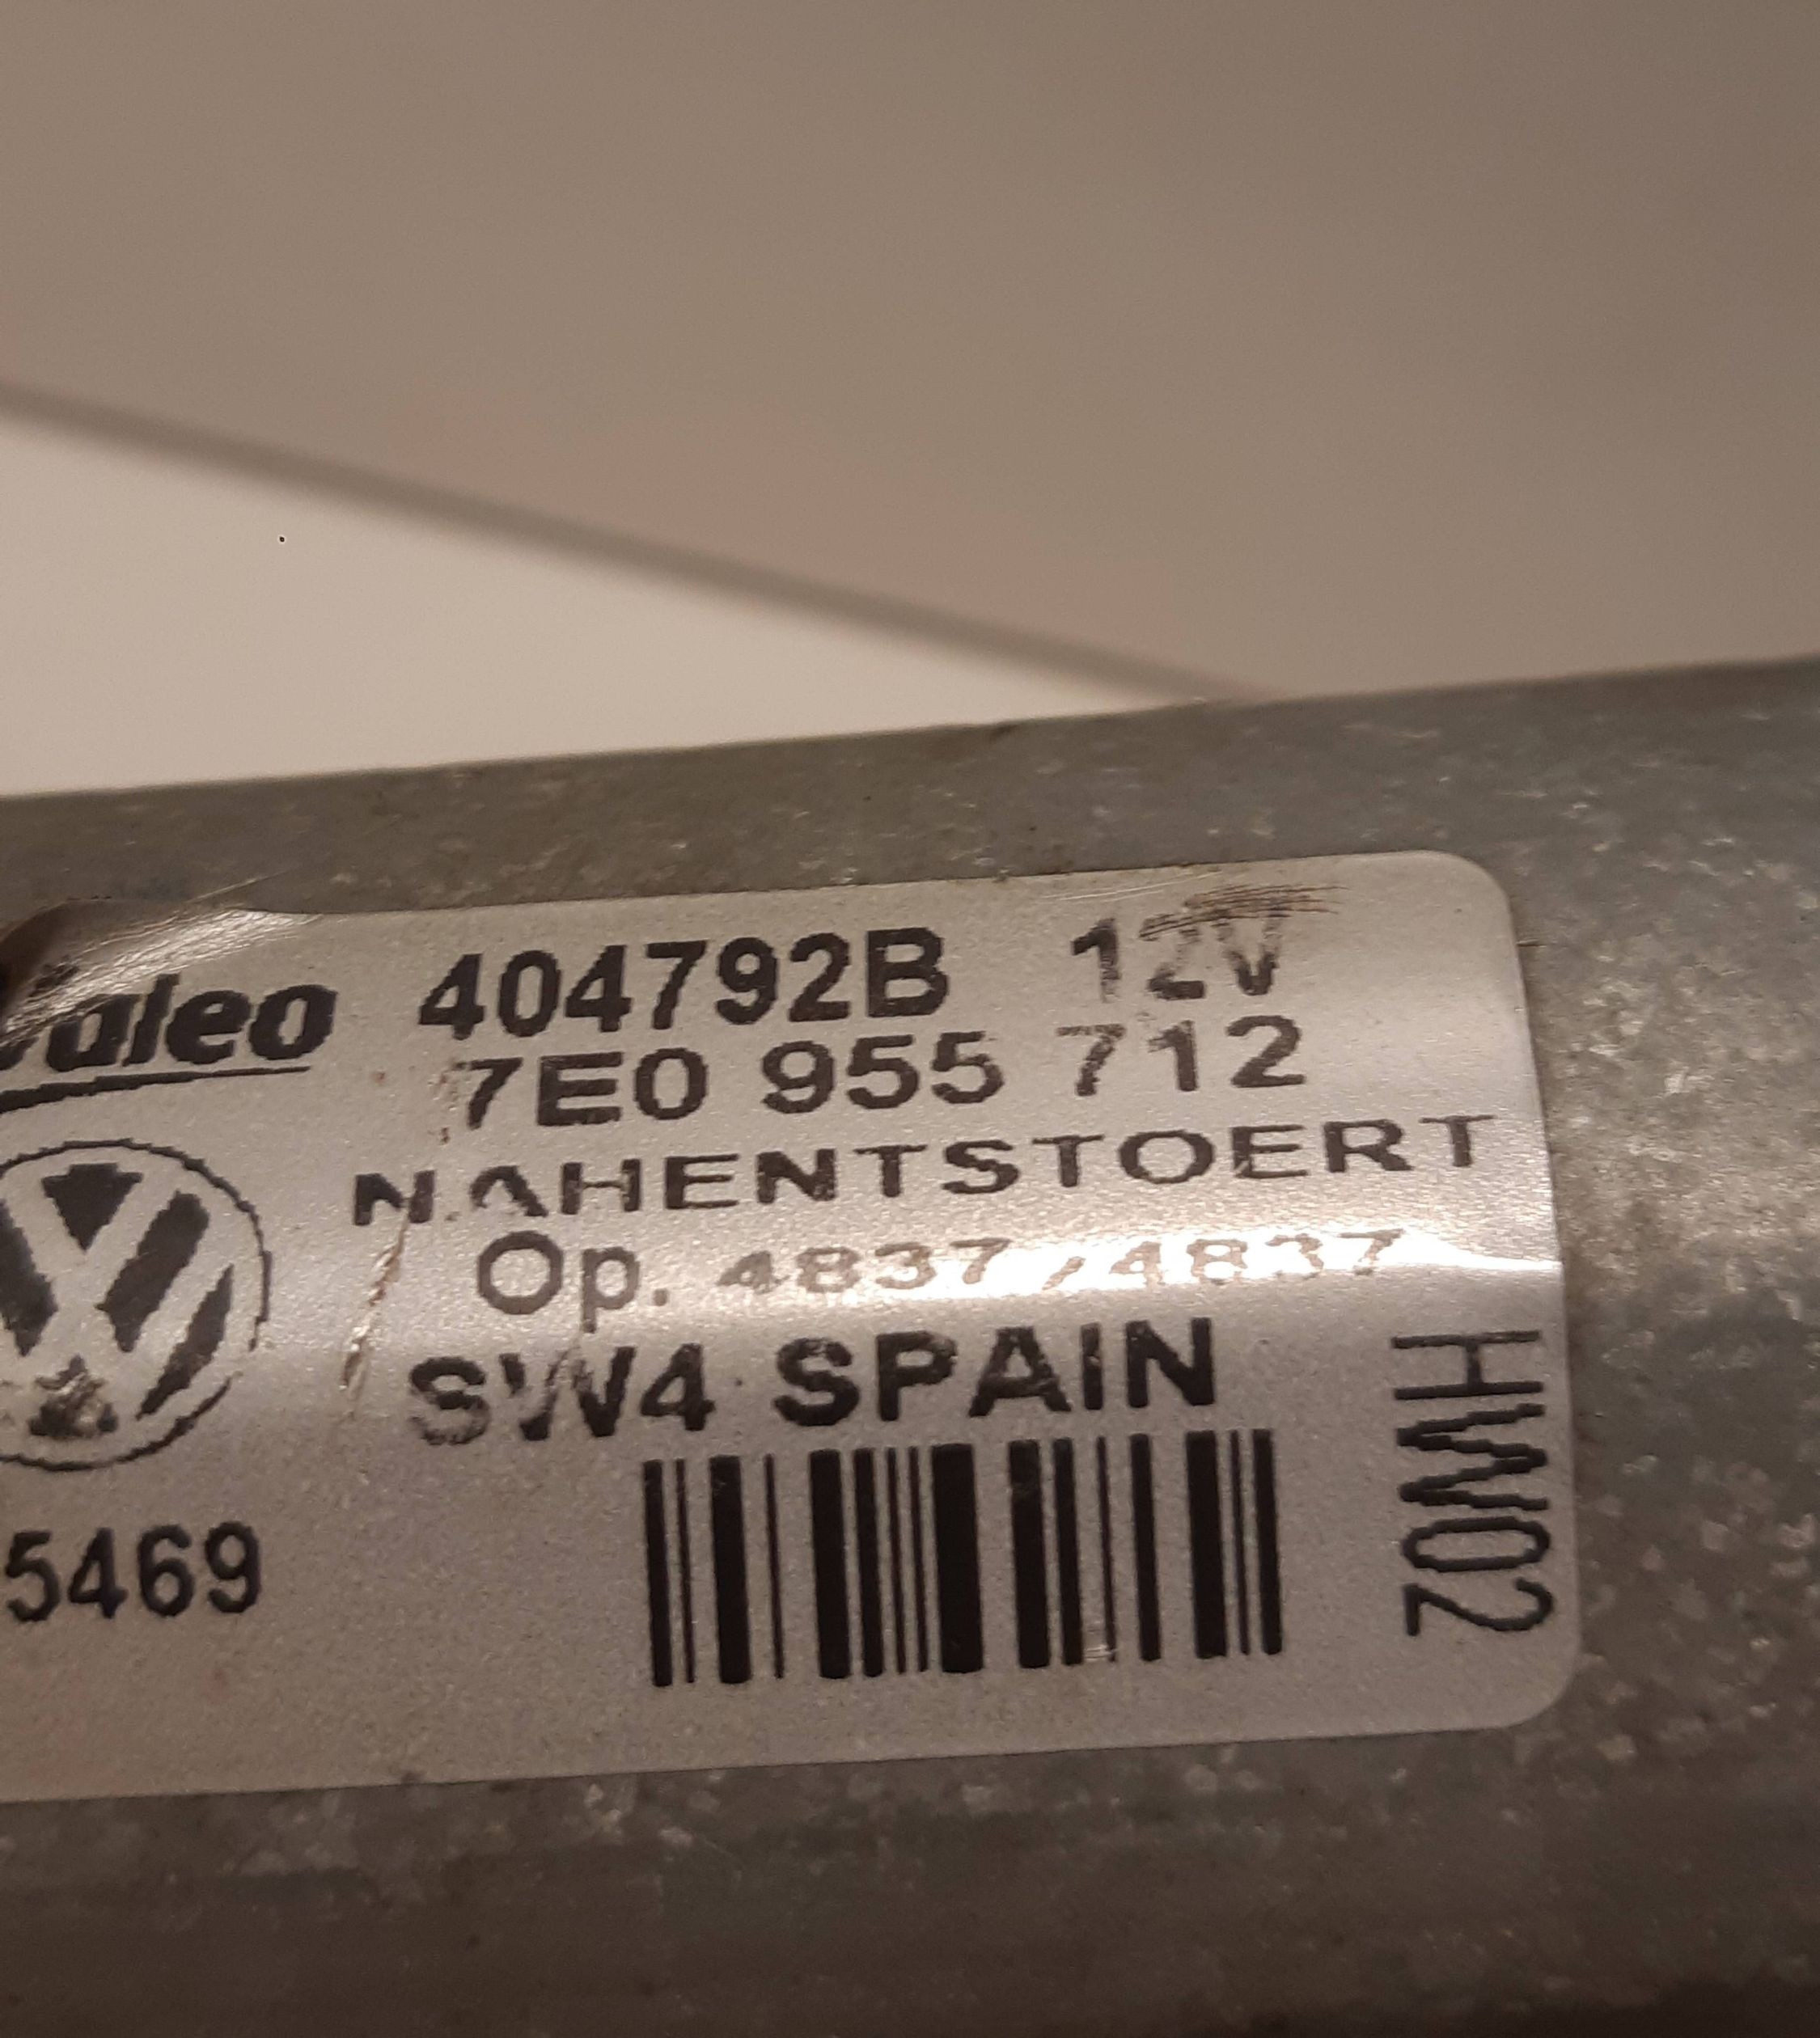 Valeo 404792B 12V
7E0 955 712
NAHENTSTOERT
Op. 4837/4837
SW4 SPAIN
HW02
5469